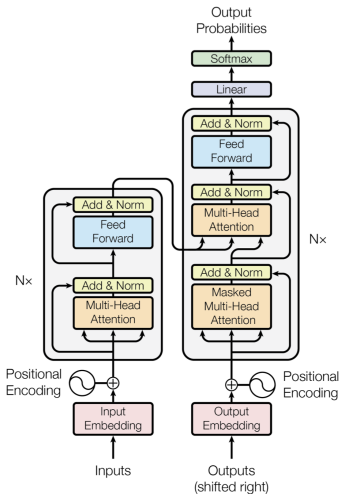 Output
Probabilities
Softmax
Linear
Add & Norm
Feed
Forward
Add & Norm
Multi-Head
Attention
Add & Norm
Masked
Multi-Head
Attention
N×
Add & Norm
Feed
Forward
N×
Add & Norm
Multi-Head
Attention
Positional
Encoding
Positional
Encoding
Input
Embedding
Output
Embedding
Inputs
Outputs
(shifted right)